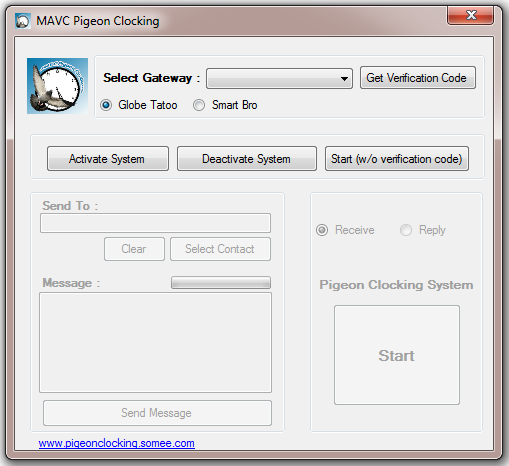 MAVC Pigeon Clocking
Select Gateway :
Get Verification Code
Globe Tatoo
Smart Bro
Activate System
Deactivate System
Start (w/o verification code)
Send To :
Clear
Select Contact
Receive
Reply
Message :
Pigeon Clocking System
Start
Send Message
www.pigeonclocking.somee.com